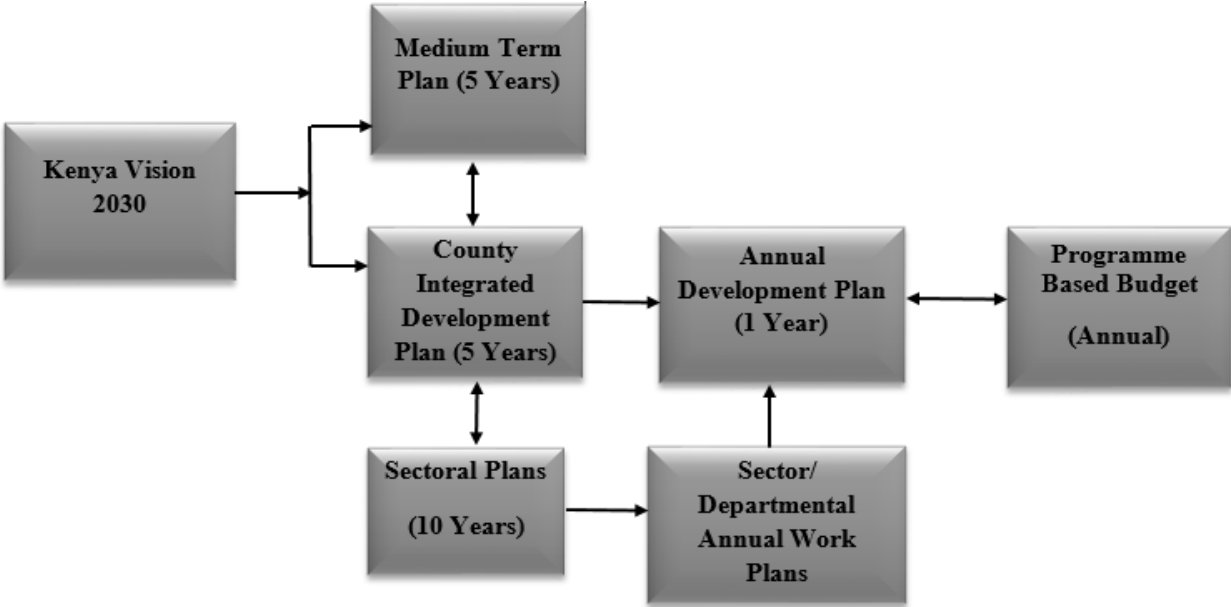 Medium Term
Plan (5 Years)
Kenya Vision
2030
County
Integrated
Development
Plan (5 Years)
Annual
Development Plan
(1 Year)
Programme
Based Budget
(Annual)
Sectoral Plans
(10 Years)
Sector/
Departmental
Annual Work
Plans